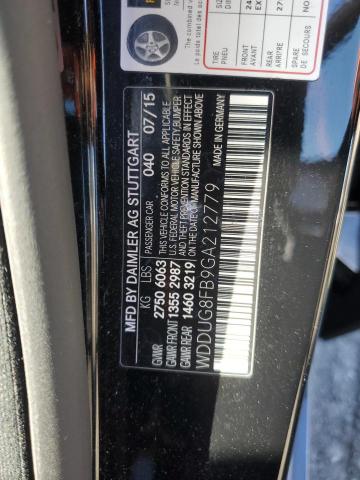 MFD BY DAIMLER AG STUTTGART
PASSENGER CAR 040 07/15
KG LBS
GVWR 2750 6063
GAWR FRONT 1355 2987
GAWR REAR 1460 3219
THIS VEHICLE CONFORMS TO ALL APPLICABLE
U.S. FEDERAL MOTOR VEHICLE SAFETY, BUMPER
AND THEFT PREVENTION STANDARDS IN EFFECT
ON THE DATE OF MANUFACTURE SHOWN ABOVE
WDDUG8FB9GA212779
TIRE
PNEU
FRONT
AVANT
REAR
ARRIÈRE
SPARE
DE SECOURS